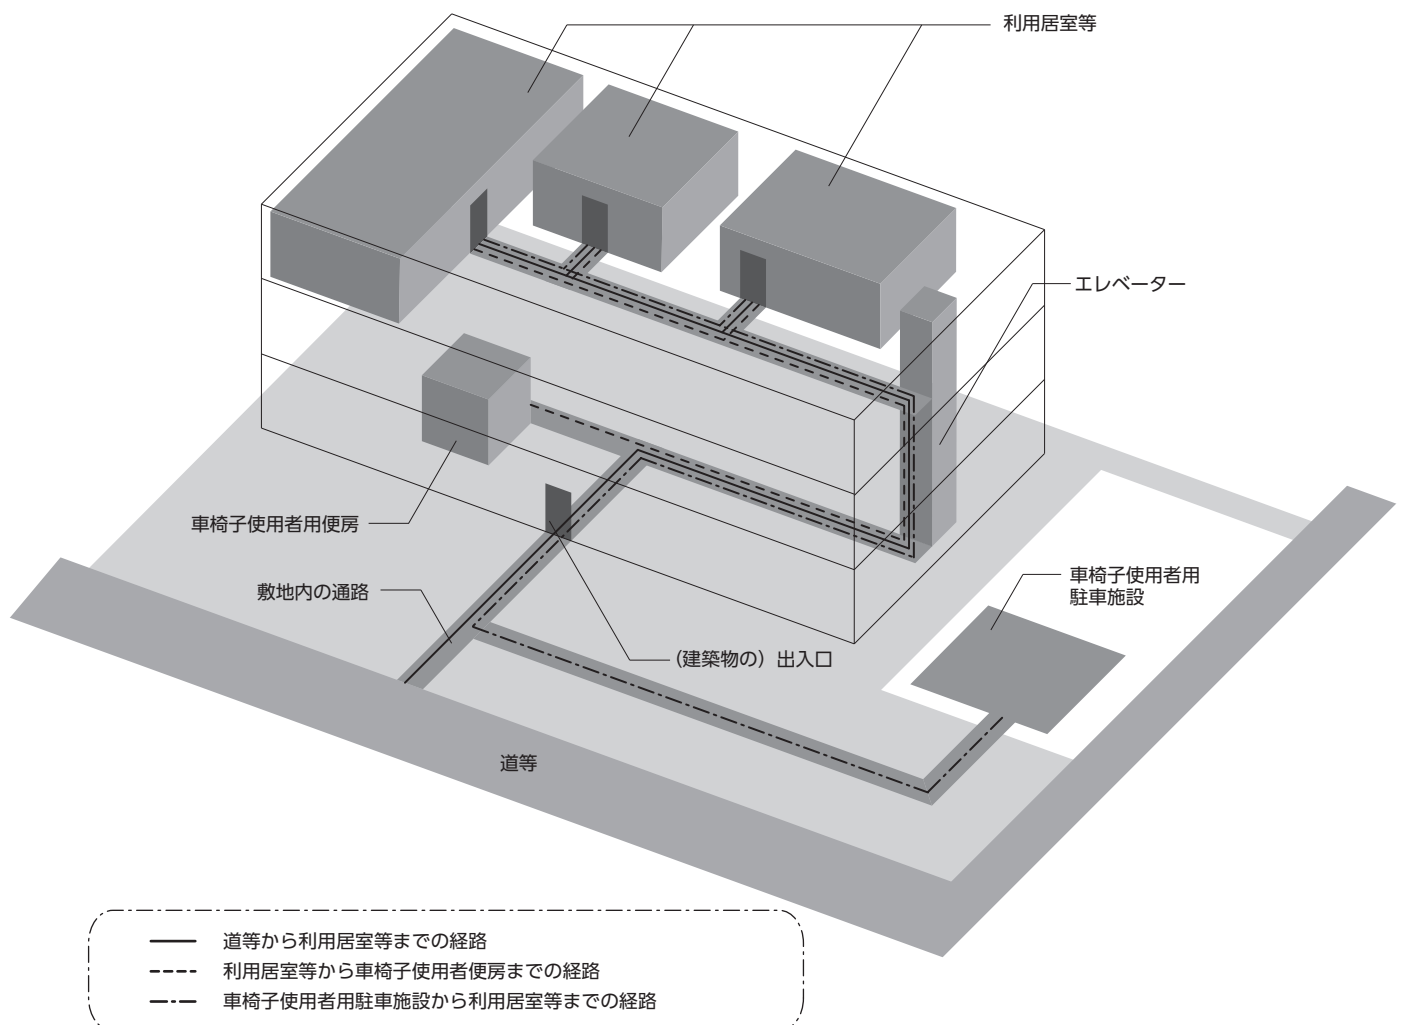 利用居室等
エレベーター
車椅子使用者用便房
敷地内の通路
車椅子使用者用
駐車施設
(建築物の）出入口
道等
道等から利用居室等までの経路
利用居室等から車椅子使用者便房までの経路
車椅子使用者用駐車施設から利用居室等までの経路